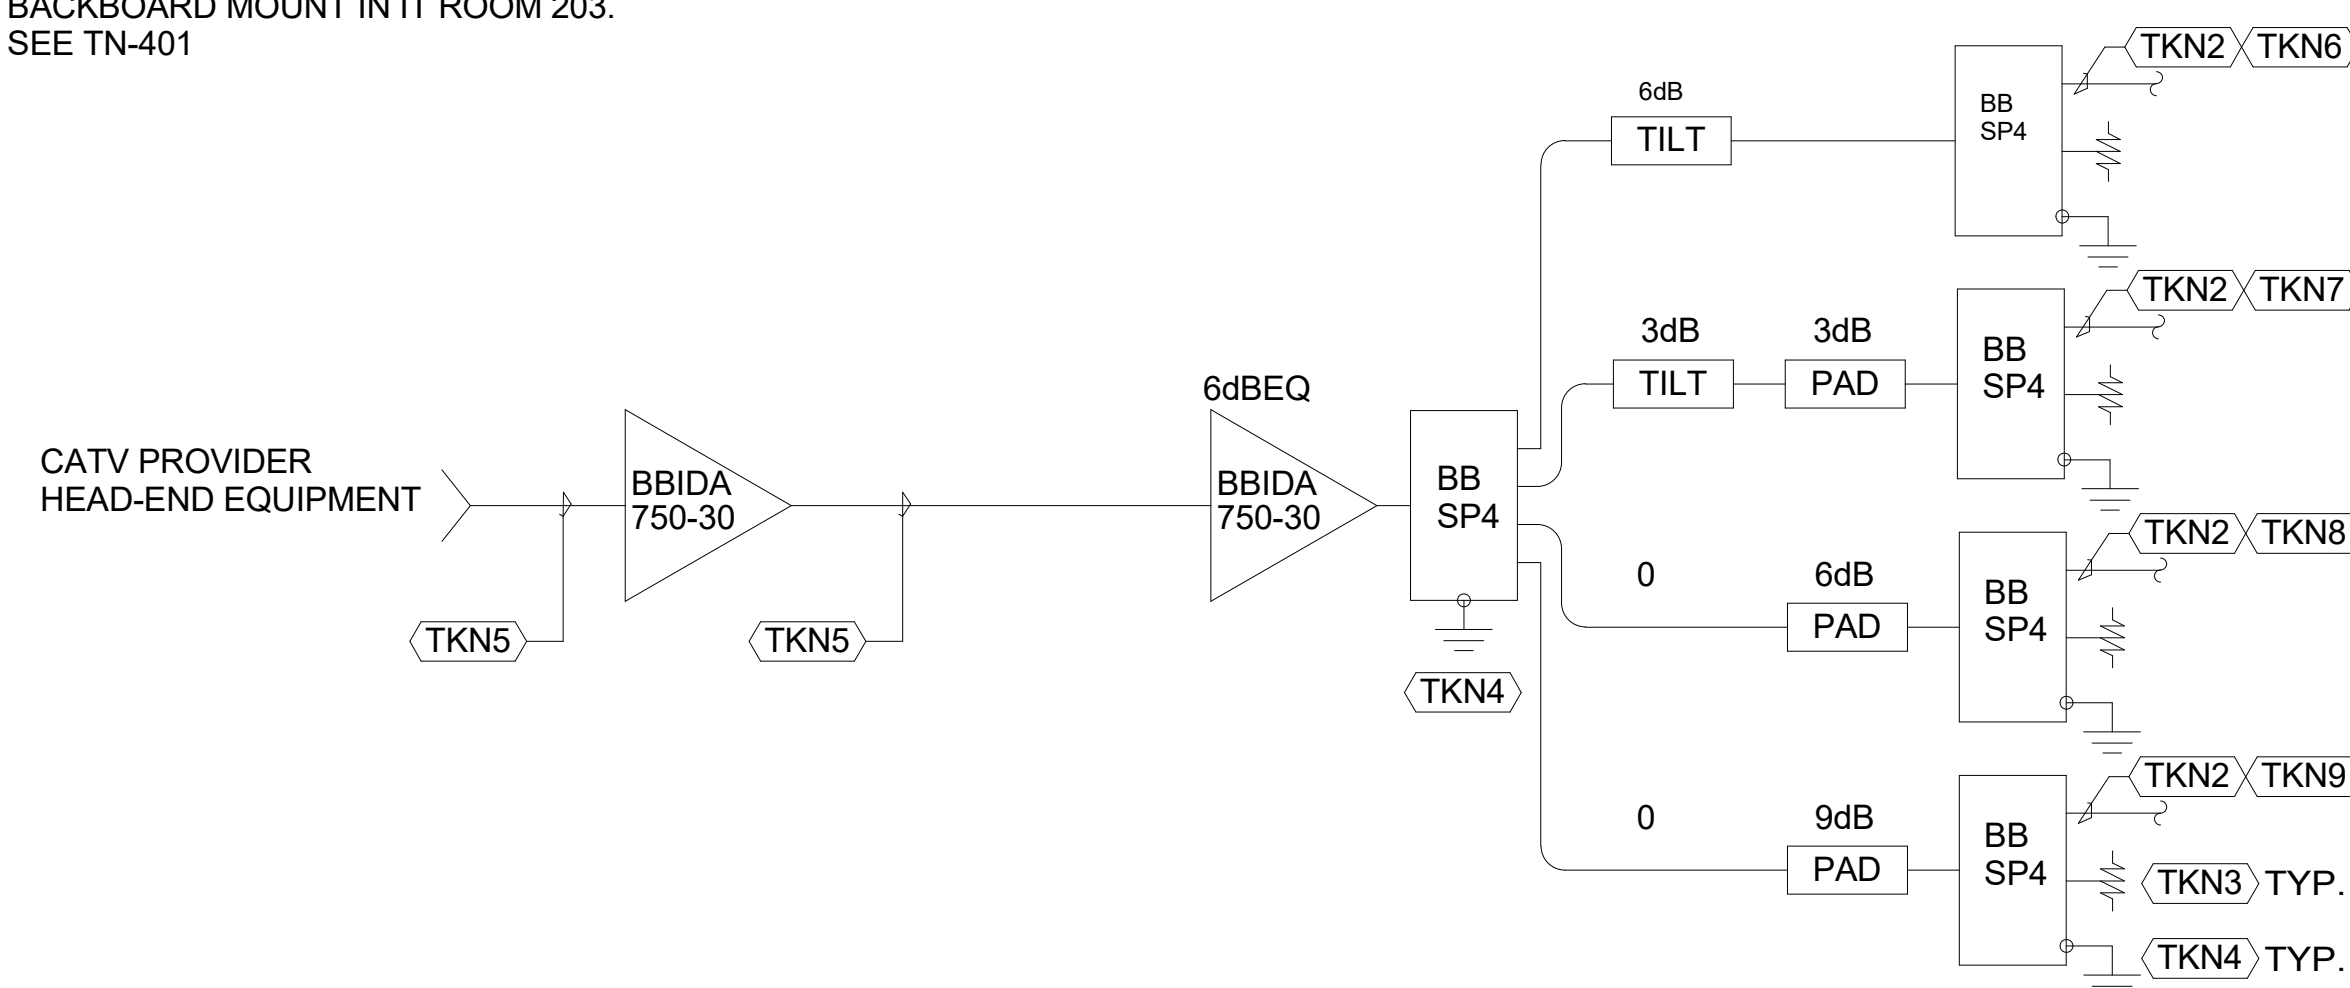 BACKBOARD MOUNT IN IT ROOM 203.
SEE TN-401
TKN2 TKN6
6dB
TILT
BB
SP4
TKN2 TKN7
3dB 3dB
TILT PAD
BB
SP4
6dBEQ
CATV PROVIDER
HEAD-END EQUIPMENT
BBIDA
750-30
BBIDA
750-30
BB
SP4
TKN5
TKN5
TKN4
TKN2 TKN8
0 6dB
PAD
BB
SP4
TKN2 TKN9
0 9dB
PAD
BB
SP4
TKN3 TYP.
TKN4 TYP.